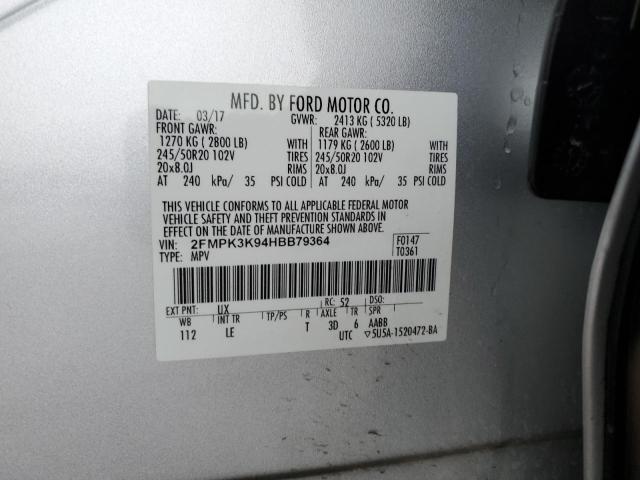 MFD. BY FORD MOTOR CO.
DATE: 03/17 GVWR: 2413 KG ( 5320 LB)
FRONT GAWR: REAR GAWR:
1270 KG ( 2800 LB) 1179 KG ( 2600 LB)
245/50R20 102V TIRES 245/50R20 102V TIRES
20x8.0J RIMS 20x8.0J RIMS
AT 240 kPa/ 35 PSI COLD AT 240 kPa/ 35 PSI COLD
THIS VEHICLE CONFORMS TO ALL APPLICABLE FEDERAL MOTOR
VEHICLE SAFETY AND THEFT PREVENTION STANDARDS IN
EFFECT ON THE DATE OF MANUFACTURE SHOWN ABOVE.
VIN: 2FMPK3K94HBB79364 F0147
TYPE: MPV T0361
EXT PNT: UX RC: 52 DSO:
WB INT TR TP/PS R AXLE TR SPR
112 LE T 3D 6 AABB
UTC ▽5U5A-1520472-BA